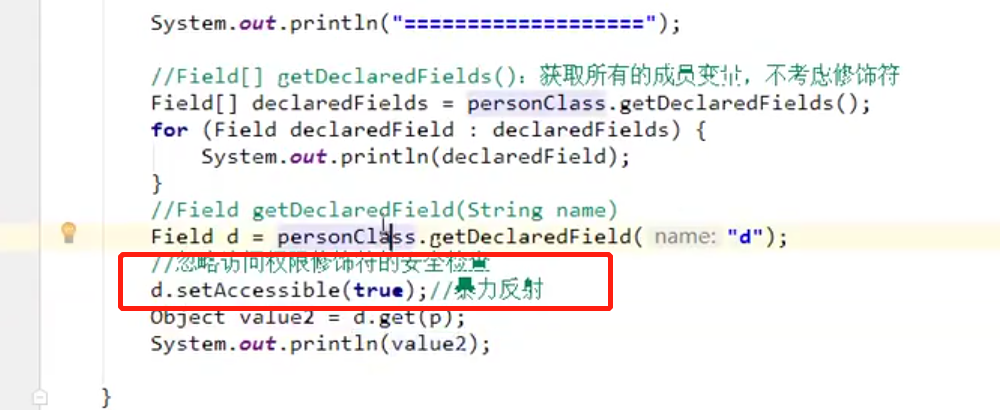 System.out.println("===================");
//Field[] getDeclaredFields():获取所有的成员变量，不考虑修饰符
Field[] declaredFields = personClass.getDeclaredFields();
for (Field declaredField : declaredFields) {
System.out.println(declaredField);
}
//Field getDeclaredField(String name)
Field d = personClass.getDeclaredField( name: "d");
//忽略访问权限修饰符的安全检查
d.setAccessible(true);//暴力反射
Object value2 = d.get(p);
System.out.println(value2);
}